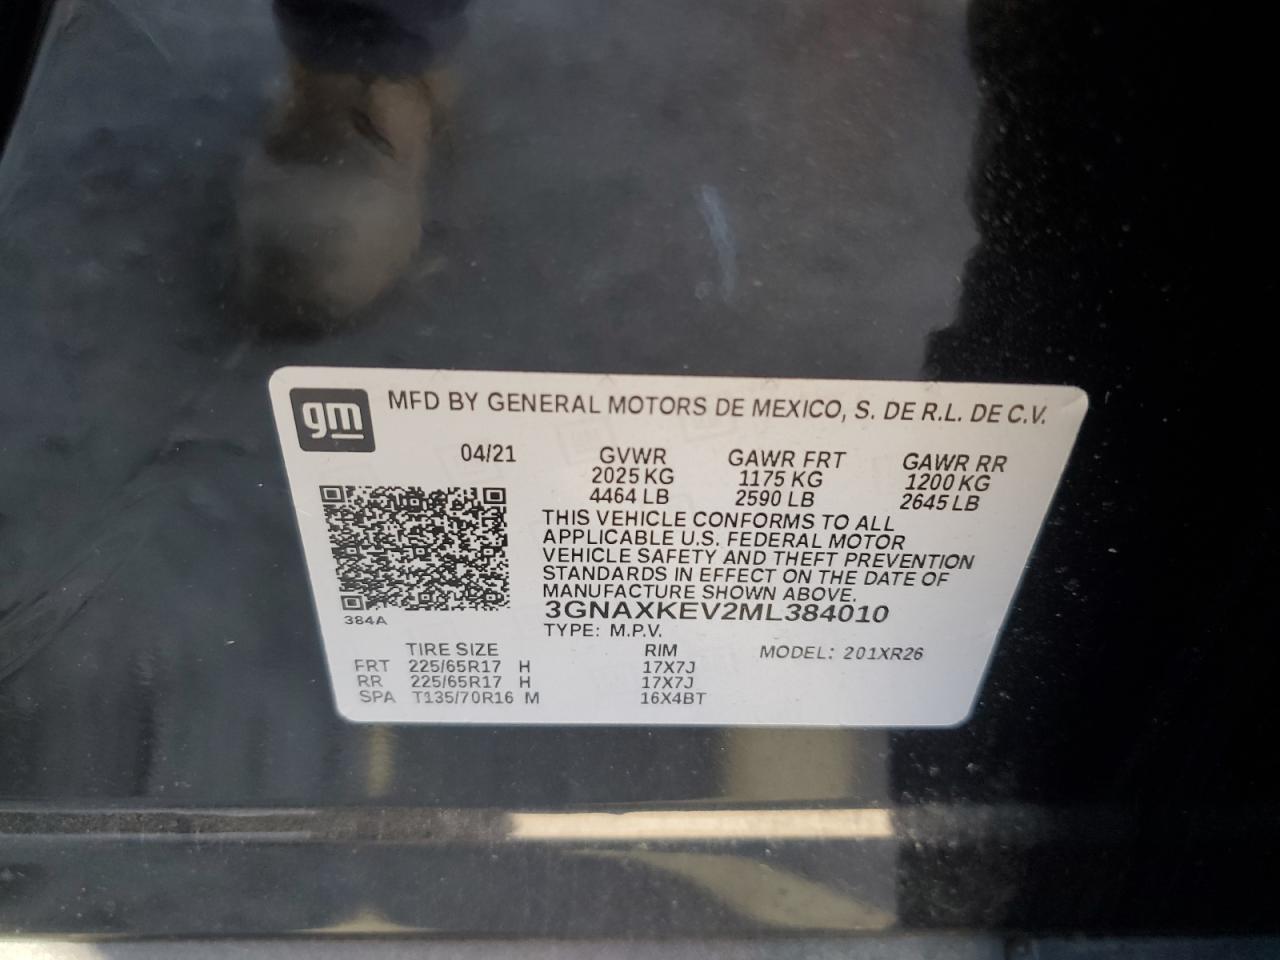 gm MFD BY GENERAL MOTORS DE MEXICO, S. DE R.L. DE C.V.
04/21 GVWR GAWR FRT GAWR RR
2025 KG 1175 KG 1200 KG
4464 LB 2590 LB 2645 LB
THIS VEHICLE CONFORMS TO ALL
APPLICABLE U.S. FEDERAL MOTOR
VEHICLE SAFETY AND THEFT PREVENTION
STANDARDS IN EFFECT ON THE DATE OF
MANUFACTURE SHOWN ABOVE.
3GNAXKEV2ML384010
384A
TYPE: M.P.V.
TIRE SIZE RIM MODEL: 201XR26
FRT 225/65R17 H 17X7J
RR 225/65R17 H 17X7J
SPA T135/70R16 M 16X4BT